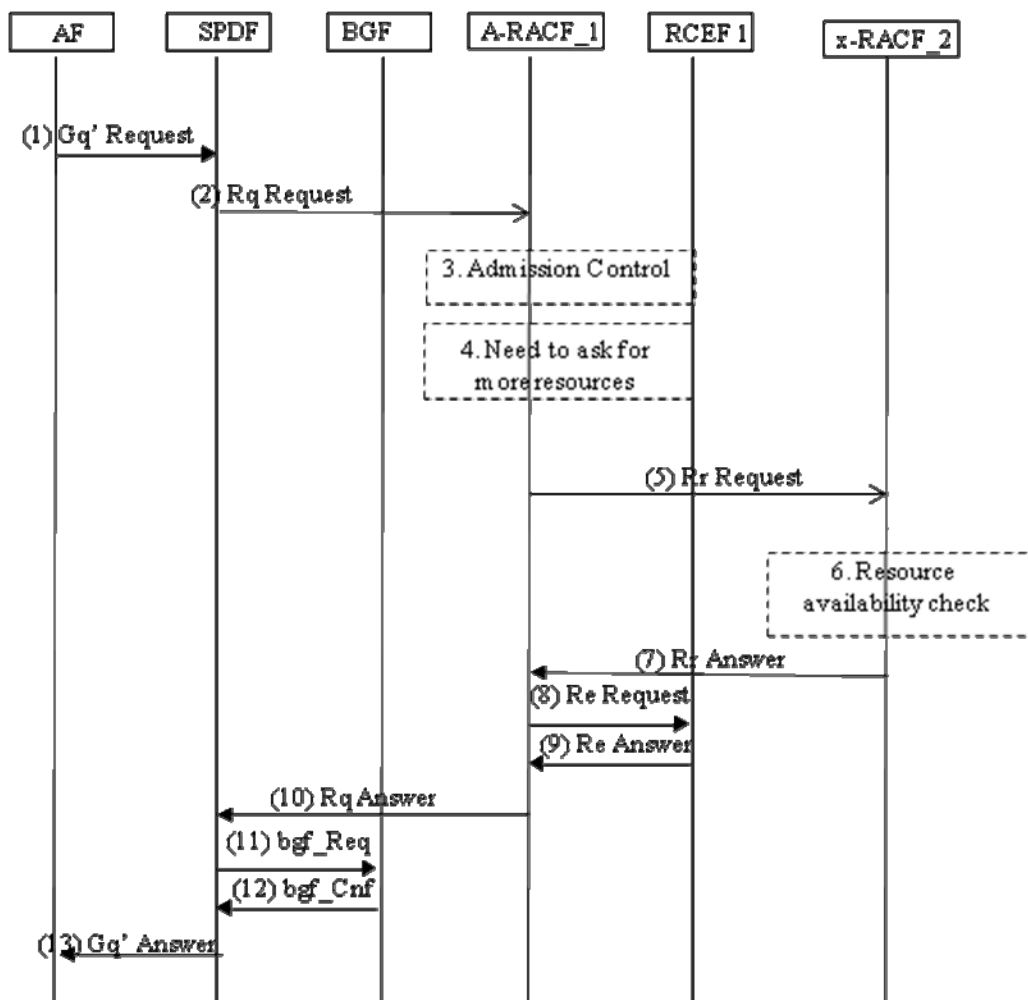 AF
SPDF
BGF
A-RACF_1
RCEF 1
x-RACF_2
(1) Gq' Request
(2) Rq Request
3. Admission Control
4. Need to ask for
more resources
(5) Rr Request
6. Resource
availability check
(7) Rr Answer
(8) Re Request
(9) Re Answer
(10) Rq Answer
(11) bgf_Req
(12) bgf_Cnf
(13) Gq' Answer